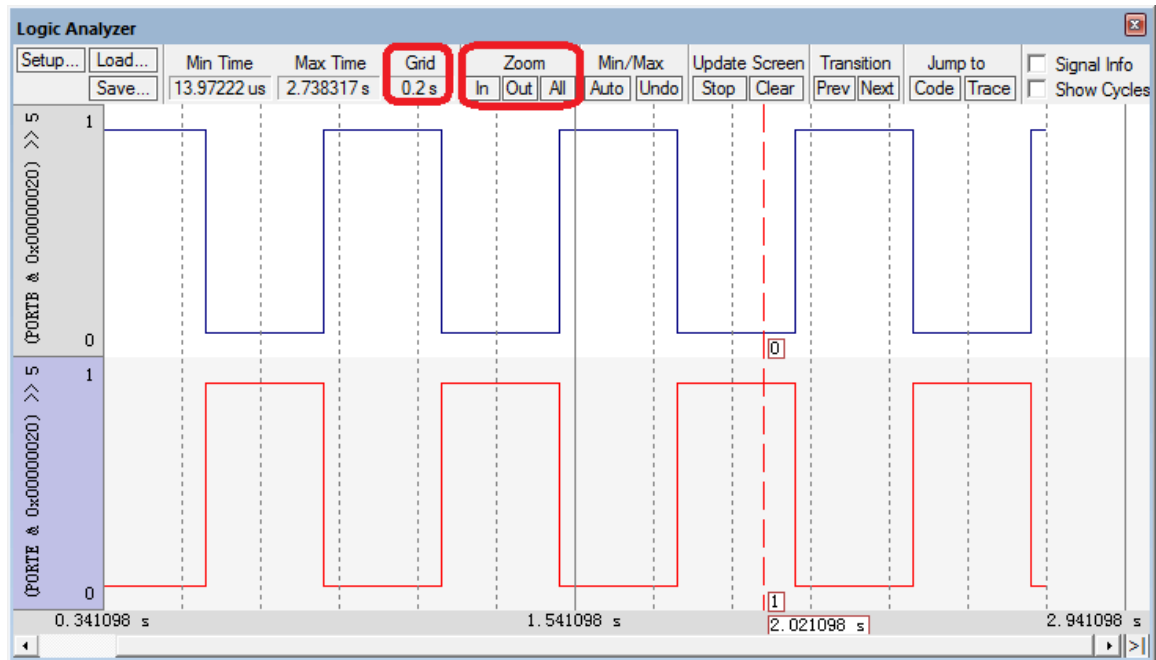 Logic Analyzer
Setup... Load... Min Time Max Time Grid Zoom Min/Max Update Screen Transition Jump to Signal Info
Save... 13.97222 us 2.738317 s 0.2 s In Out All Auto Undo Stop Clear Prev Next Code Trace Show Cycles
1
(PORTB & 0x00000020) >> 5
0
0
1
(PORTE & 0x00000020) >> 5
0
1
0.341098 s 1.541098 s 2.021098 s 2.941098 s
>|